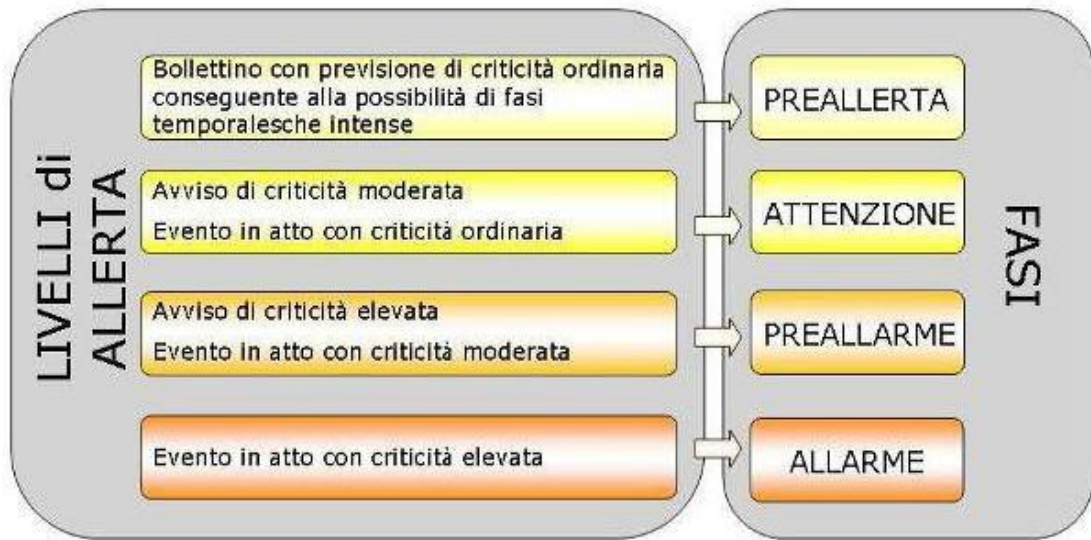 LIVELLI di
ALLERTA
Bollettino con previsione di criticità ordinaria
conseguente alla possibilità di fasi
temporalesche intense
PREALLERTA
Avviso di criticità moderata
Evento in atto con criticità ordinaria
ATTENZIONE
Avviso di criticità elevata
Evento in atto con criticità moderata
PREALLARME
Evento in atto con criticità elevata
ALLARME
FASI